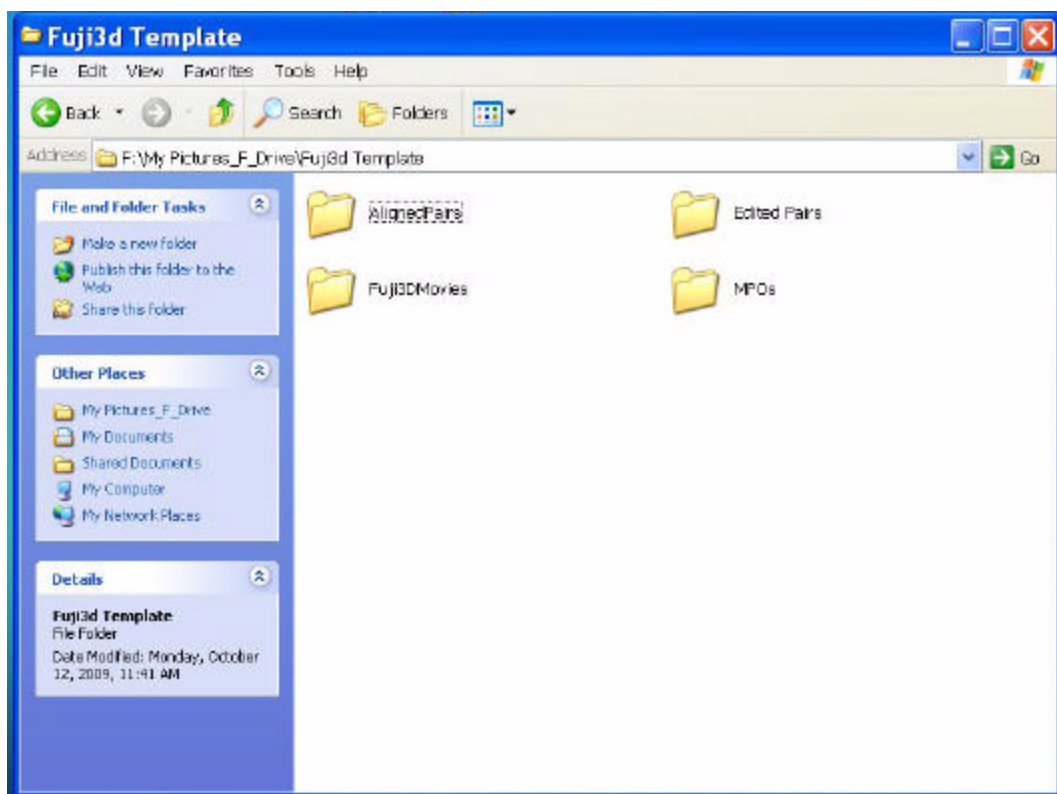 Fuji3d Template
File Edit View Favorites Tools Help
Back Search Folders
Address F:\My Pictures_F_Drive\Fuji3d Template Go
File and Folder Tasks
Make a new folder
Publish this folder to the
Web
Share this folder
Other Places
My Pictures_F_Drive
My Documents
Shared Documents
My Computer
My Network Places
Details
Fuji3d Template
File Folder
Date Modified: Monday, October
12, 2009, 11:41 AM
AlignedPairs Edited Pairs
Fuji3DMovies MPOs